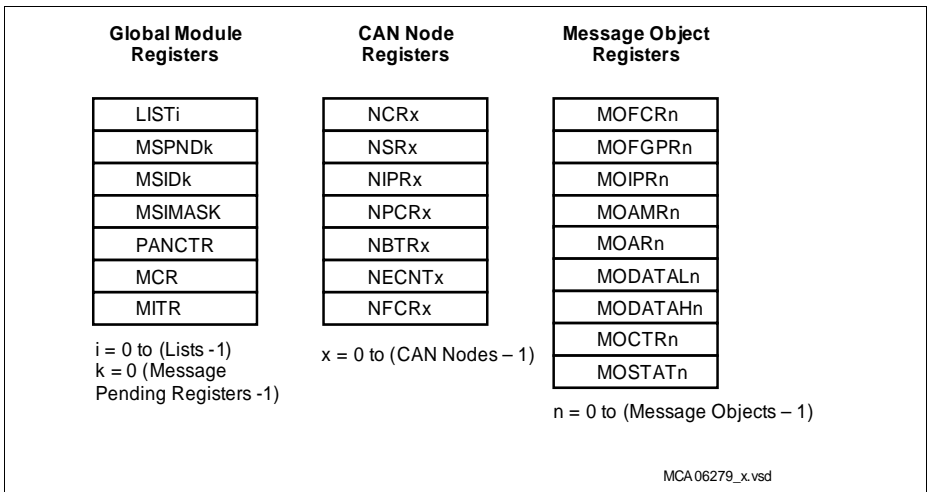 Global Module
Registers
LISTi
MSPNDk
MSIDk
MSIMASK
PANCTR
MCR
MITR
i = 0 to (Lists -1)
k = 0 (Message
Pending Registers -1)
CAN Node
Registers
NCRx
NSRx
NIPRx
NPCRx
NBTRx
NECNTx
NFCRx
x = 0 to (CAN Nodes – 1)
Message Object
Registers
MOFCRn
MOFGPRn
MOIPRn
MOAMRn
MOARn
MODATALn
MODATAHn
MOCTRn
MOSTATn
n = 0 to (Message Objects – 1)
MCA06279_x.vsd